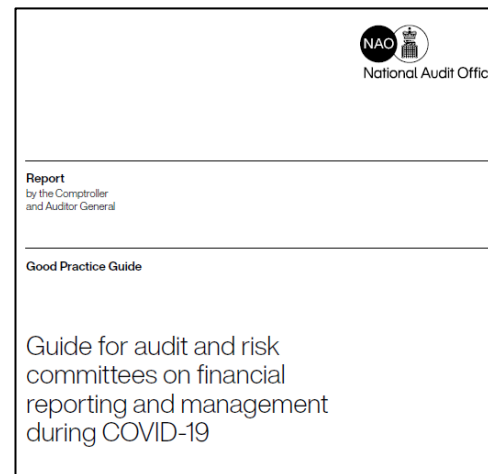 NAO
National Audit Offic
Report
by the Comptroller
and Auditor General
Good Practice Guide
Guide for audit and risk
committees on financial
reporting and management
during COVID-19